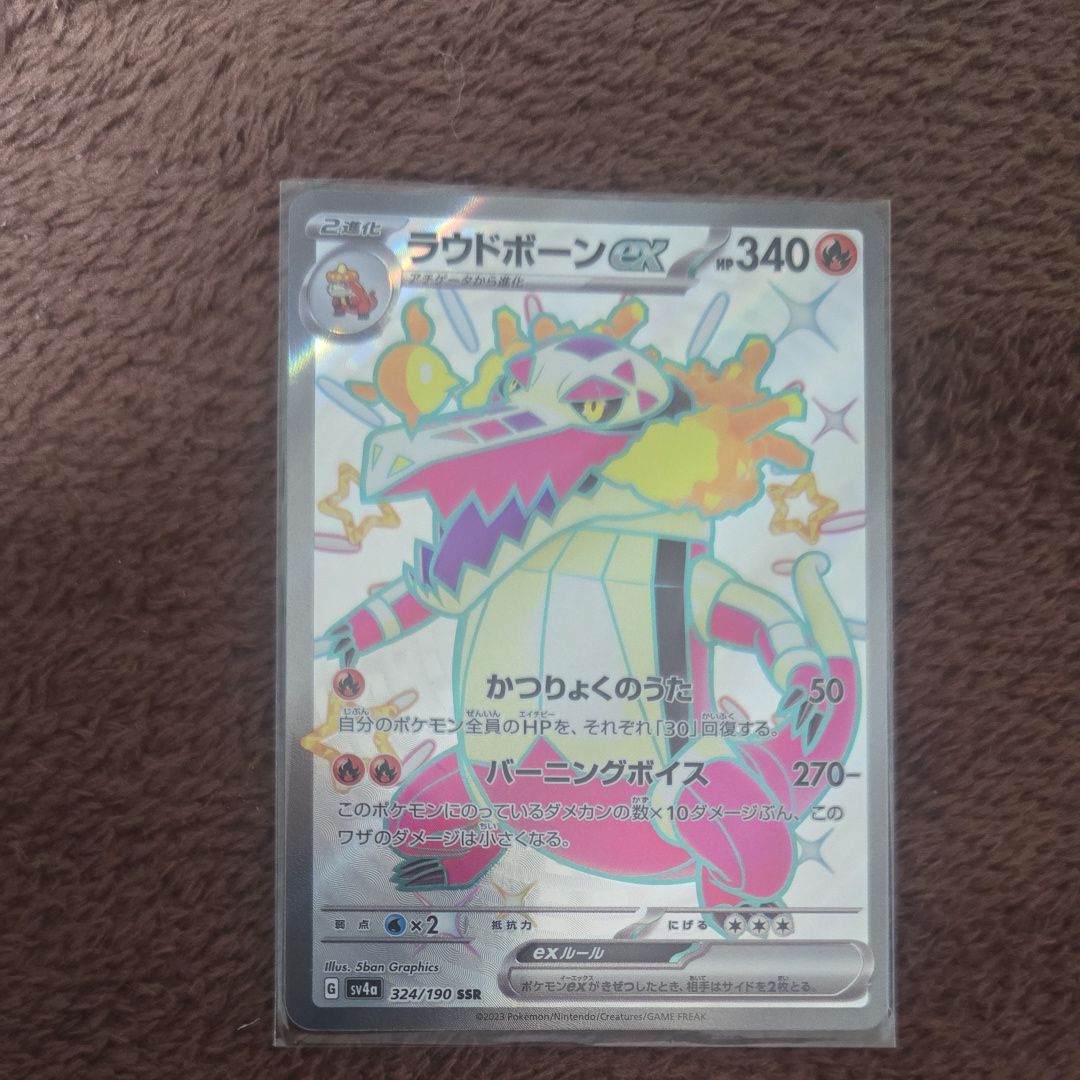 2進化
ラウドボーンex
HP340
アチゲータから進化
かつりょくのうた 50
自分のポケモン全員のHPを、それぞれ「30」回復する。
バーニングボイス 270-
このポケモンにのっているダメカンの数×10ダメージぶん、この
ワザのダメージは小さくなる。
弱点 ×2 抵抗力 にげる
exルール
ポケモンexがきぜつしたとき、相手はサイドを2枚とる。
Illus. 5ban Graphics
G sv4a 324/190 SSR
©2023 Pokémon/Nintendo/Creatures/GAME FREAK